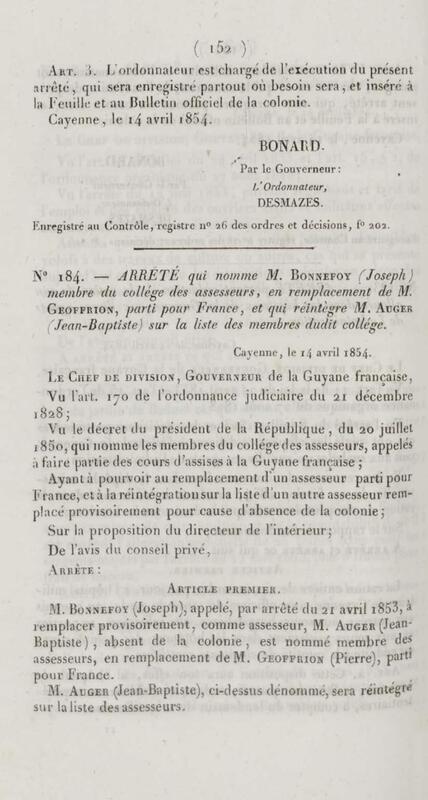 ( 152 )
ART. 3. L'ordonnateur est chargé de l'exécution du présent
arrêté, qui sera enregistré partout où besoin sera, et inséré à
la Feuille et au Bulletin officiel de la colonie.
Cayenne, le 14 avril 1854.
BONARD.
Par le Gouverneur:
L'Ordonnateur,
DESMAZES.
Enregistré au Contrôle, registre nº 26 des ordres et décisions, fº 202.
Nº 184. — ARRÊTÉ qui nomme M. BONNEFOY (Joseph)
membre du collége des assesseurs, en remplacement de M.
GEOFFRION, parti pour France, et qui réintègre M. AUGER
(Jean-Baptiste) sur la liste des membres dudit collége.
Cayenne, le 14 avril 1854.
LE CHEF DE DIVISION, GOUVERNEUR de la Guyane française,
Vu l'art. 170 de l'ordonnance judiciaire du 21 décembre
1828;
Vu le décret du président de la République, du 20 juillet
1850, qui nomme les membres du collége des assesseurs, appelés
à faire partie des cours d'assises à la Guyane française;
Ayant à pourvoir au remplacement d'un assesseur parti pour
France, et à la réintégration sur la liste d'un autre assesseur rem-
placé provisoirement pour cause d'absence de la colonie;
Sur la proposition du directeur de l'intérieur;
De l'avis du conseil privé,
ARRÊTE:
ARTICLE PREMIER.
M. BONNEFOY (Joseph), appelé, par arrêté du 21 avril 1853, à
remplacer provisoirement, comme assesseur, M. AUGER (Jean-
Baptiste), absent de la colonie, est nommé membre des
assesseurs, en remplacement de M. GEOFFRION (Pierre), parti
pour France.
M. AUGER (Jean-Baptiste), ci-dessus dénommé, sera réintégré
sur la liste des assesseurs.